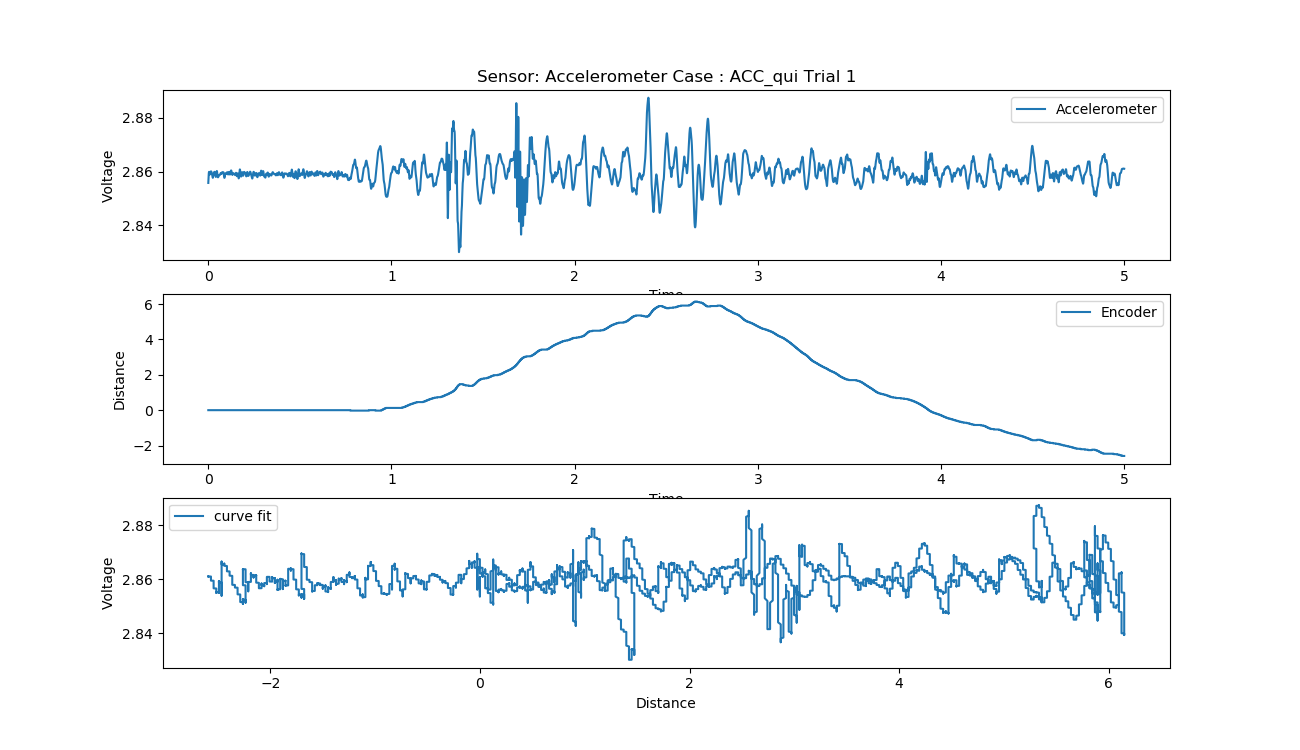 Sensor: Accelerometer Case : ACC_qui Trial 1
Accelerometer
Voltage
2.88
2.86
2.84
0 1 2 3 4 5
Time
Encoder
Distance
6
4
2
0
−2
0 1 2 3 4 5
Time
curve fit
Voltage
2.88
2.86
2.84
−2 0 2 4 6
Distance